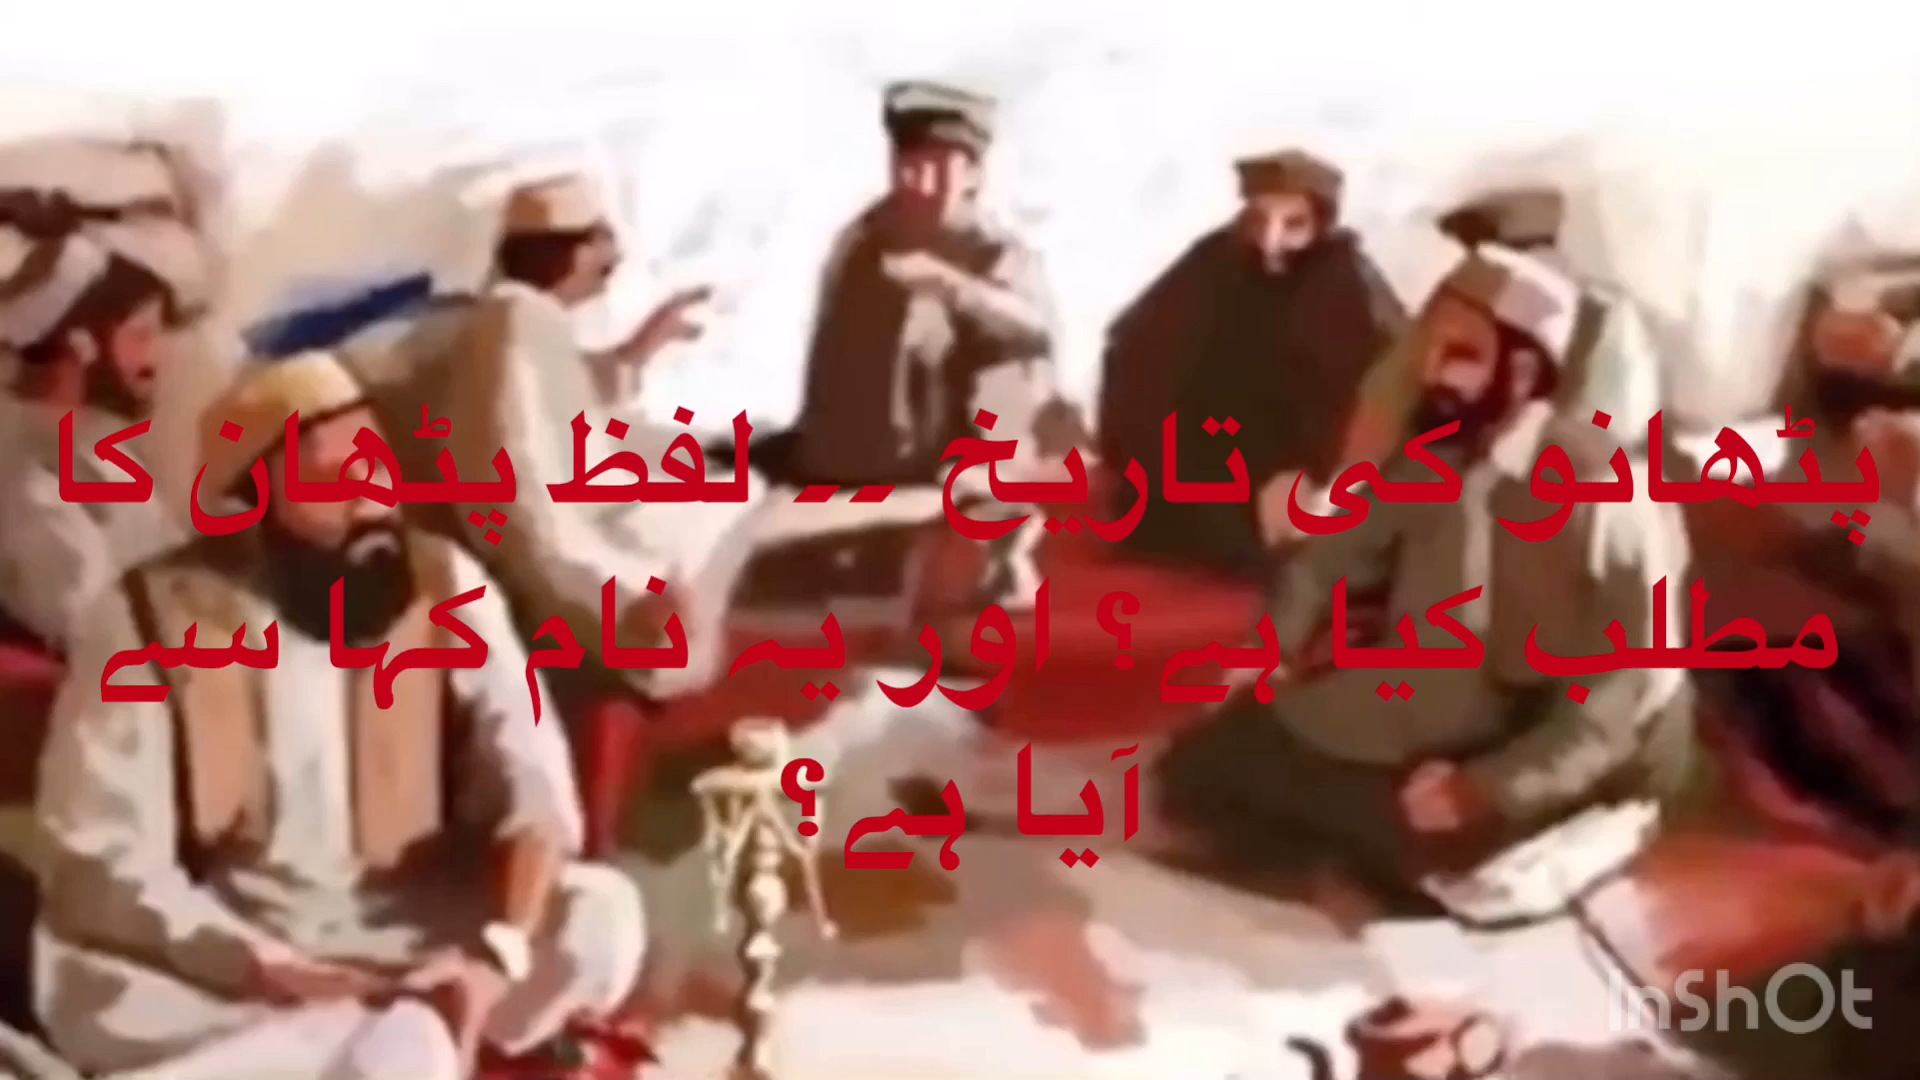 پٹھانو کی تاریخ -- لفظ پٹھان کا
مطلب کیا ہے؟ اور یہ نام کہا سے
آیا ہے؟
InShOt